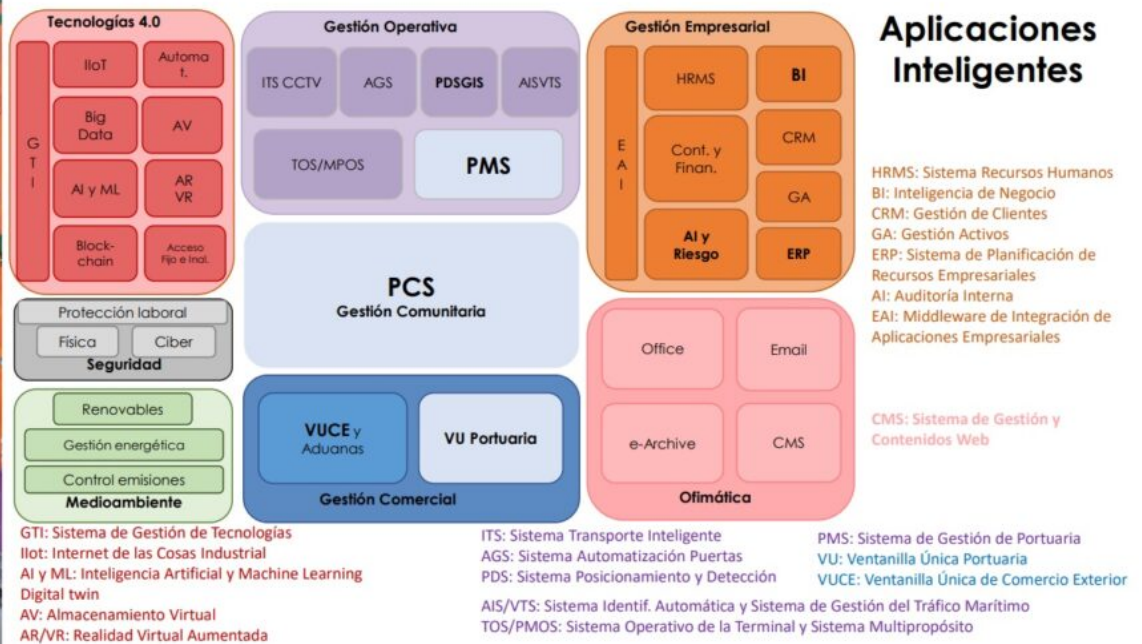 Aplicaciones
Inteligentes
Tecnologías 4.0
G
T
I
IIoT
Automa
t.
Big
Data
AV
AI y ML
AR
VR
Block-
chain
Acceso
Fijo e Inal.
Protección laboral
Física
Ciber
Seguridad
Renovables
Gestión energética
Control emisiones
Medioambiente
Gestión Operativa
ITS CCTV
AGS
PDSGIS
AISVTS
TOS/MPOS
PMS
PCS
Gestión Comunitaria
VUCE y
Aduanas
VU Portuaria
Gestión Comercial
Gestión Empresarial
E
A
I
HRMS
BI
Cont. y
Finan.
CRM
GA
AI y
Riesgo
ERP
Office
Email
e-Archive
CMS
Ofimática
HRMS: Sistema Recursos Humanos
BI: Inteligencia de Negocio
CRM: Gestión de Clientes
GA: Gestión Activos
ERP: Sistema de Planificación de
Recursos Empresariales
AI: Auditoría Interna
EAI: Middleware de Integración de
Aplicaciones Empresariales
CMS: Sistema de Gestión y
Contenidos Web
GTI: Sistema de Gestión de Tecnologías
IIot: Internet de las Cosas Industrial
AI y ML: Inteligencia Artificial y Machine Learning
Digital twin
AV: Almacenamiento Virtual
AR/VR: Realidad Virtual Aumentada
ITS: Sistema Transporte Inteligente
AGS: Sistema Automatización Puertas
PDS: Sistema Posicionamiento y Detección
AIS/VTS: Sistema Identif. Automática y Sistema de Gestión del Tráfico Marítimo
TOS/PMOS: Sistema Operativo de la Terminal y Sistema Multipropósito
PMS: Sistema de Gestión de Portuaria
VU: Ventanilla Única Portuaria
VUCE: Ventanilla Única de Comercio Exterior